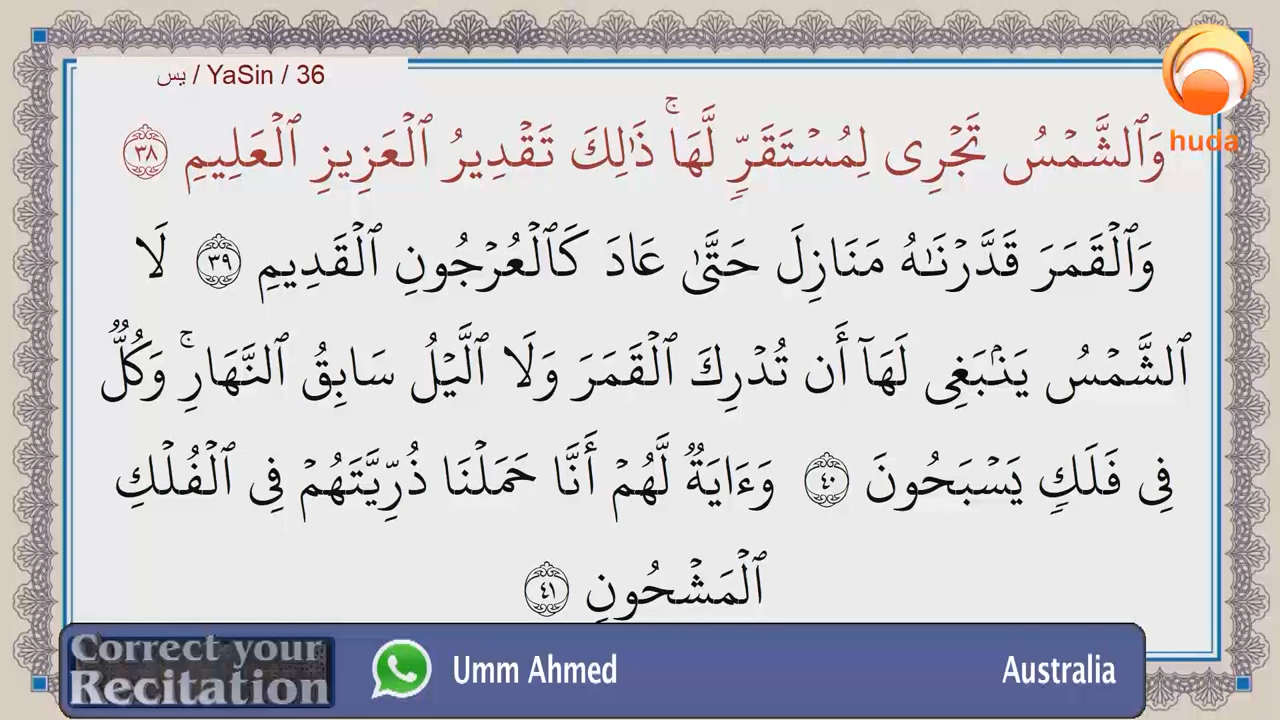 يس / YaSin / 36
huda
وَٱلشَّمْسُ تَجْرِى لِمُسْتَقَرٍّ لَّهَا ۚ ذَٰلِكَ تَقْدِيرُ ٱلْعَزِيزِ ٱلْعَلِيمِ ٣٨
وَٱلْقَمَرَ قَدَّرْنَـٰهُ مَنَازِلَ حَتَّىٰ عَادَ كَٱلْعُرْجُونِ ٱلْقَدِيمِ ٣٩ لَا
ٱلشَّمْسُ يَنۢبَغِى لَهَآ أَن تُدْرِكَ ٱلْقَمَرَ وَلَا ٱلَّيْلُ سَابِقُ ٱلنَّهَارِ ۚ وَكُلٌّ
فِى فَلَكٍ يَسْبَحُونَ ٤٠ وَءَايَةٌ لَّهُمْ أَنَّا حَمَلْنَا ذُرِّيَّتَهُمْ فِى ٱلْفُلْكِ
ٱلْمَشْحُونِ ٤١
Correct your
Recitation
Umm Ahmed Australia